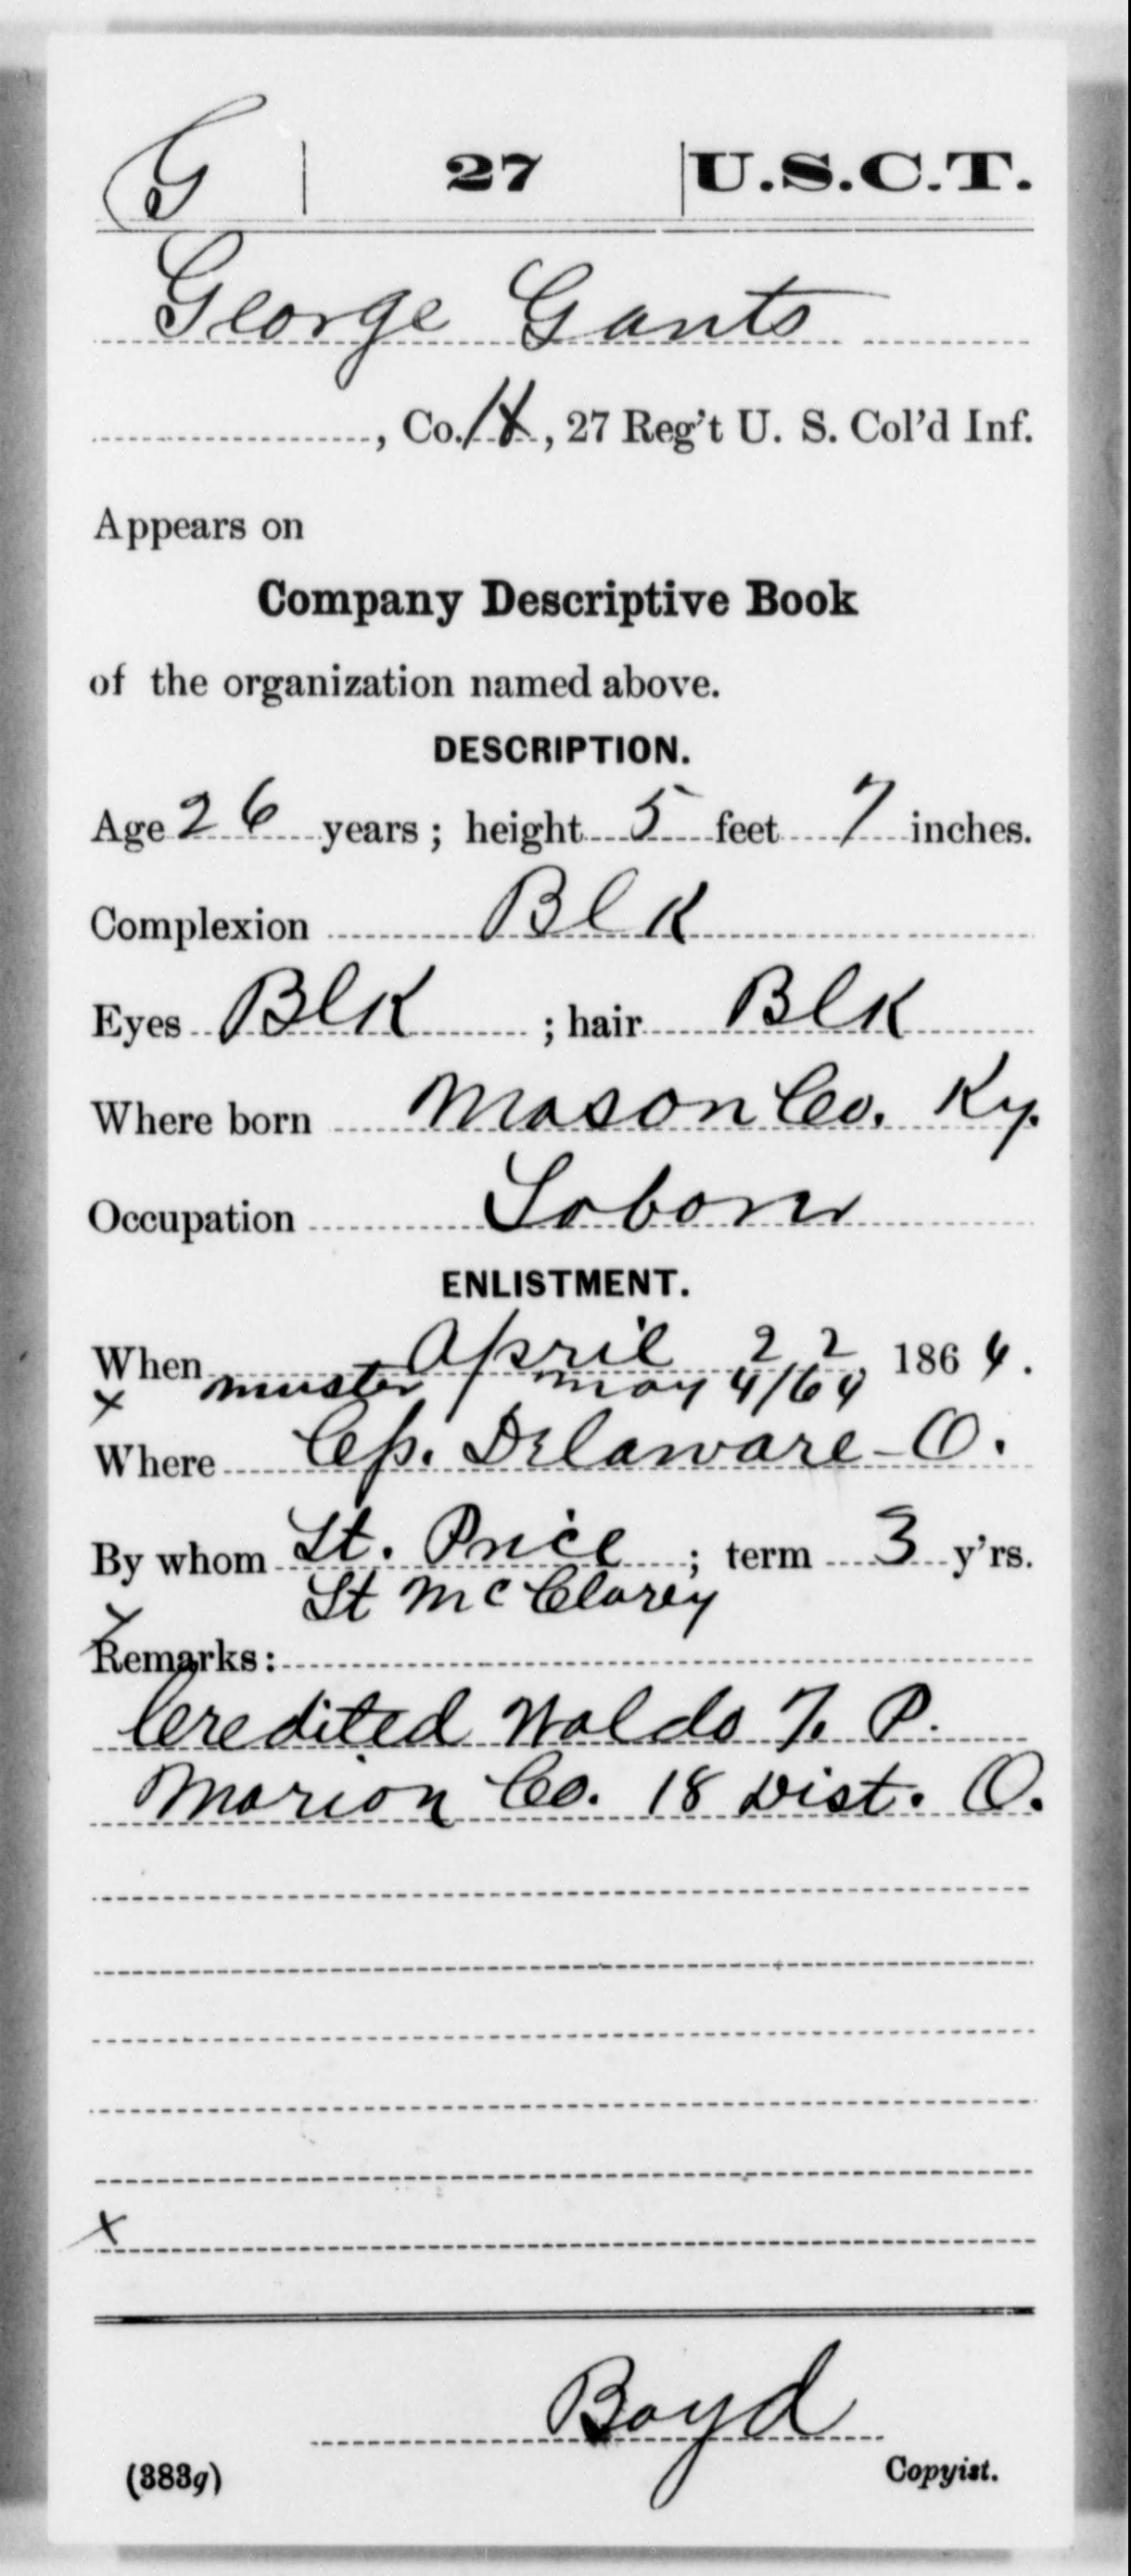 G | 27 | U.S.C.T.
George Gants
, Co. H, 27 Reg't U. S. Col'd Inf.
Appears on
Company Descriptive Book
of the organization named above.
DESCRIPTION.
Age 26 years; height 5 feet 7 inches.
Complexion Blk
Eyes Blk ; hair Blk
Where born Mason Co. Ky.
Occupation Laborer
ENLISTMENT.
When April 22, 1864.
x muster may 4/64
Where Cp. Delaware - O.
By whom Lt. Price ; term 3 y'rs.
Lt McClarey
x
Remarks:
Credited Waldo T. P.
Marion Co. 18 Dist. O.
x
Boyd
(383g) Copyist.